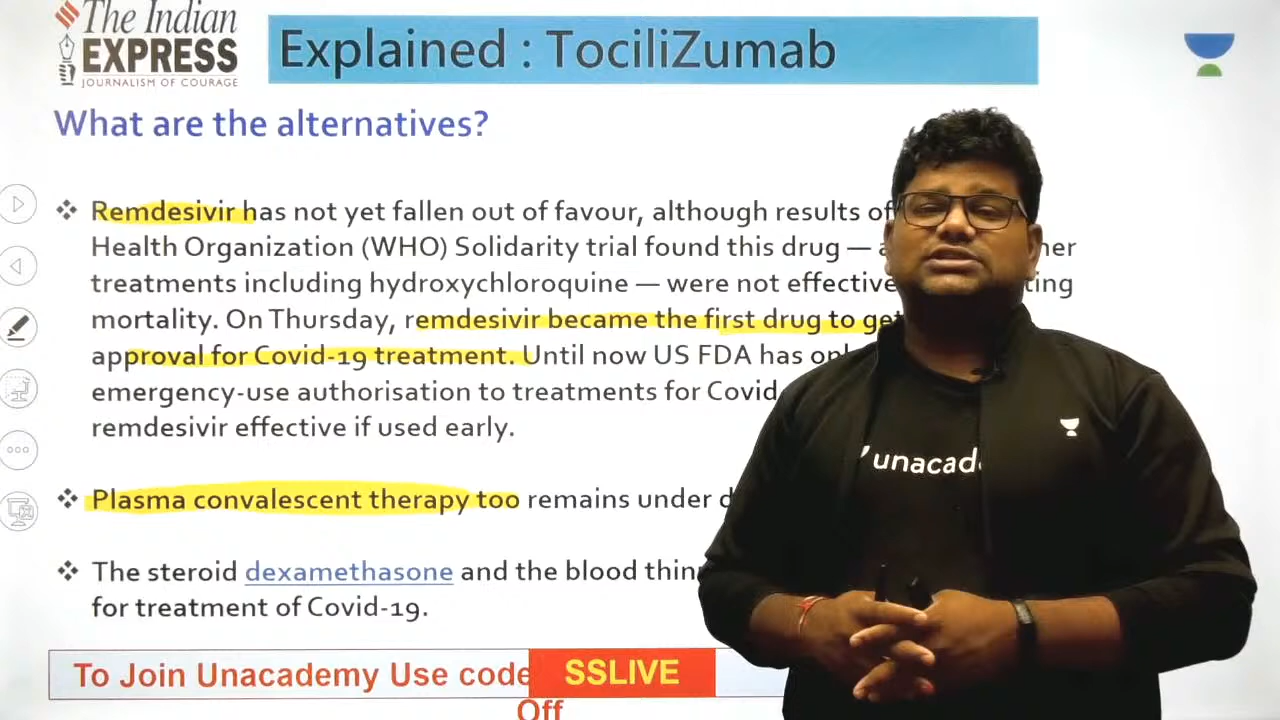 The Indian
EXPRESS
JOURNALISM OF COURAGE
Explained : TociliZumab
What are the alternatives?
❖ Remdesivir has not yet fallen out of favour, although results of
Health Organization (WHO) Solidarity trial found this drug —
treatments including hydroxychloroquine — were not effective
mortality. On Thursday, remdesivir became the first drug to get
approval for Covid-19 treatment. Until now US FDA has
emergency-use authorisation to treatments for Covid
remdesivir effective if used early.
❖ Plasma convalescent therapy too remains under
❖ The steroid dexamethasone and the blood
for treatment of Covid-19.
unacad
To Join Unacademy Use code SSLIVE
Off